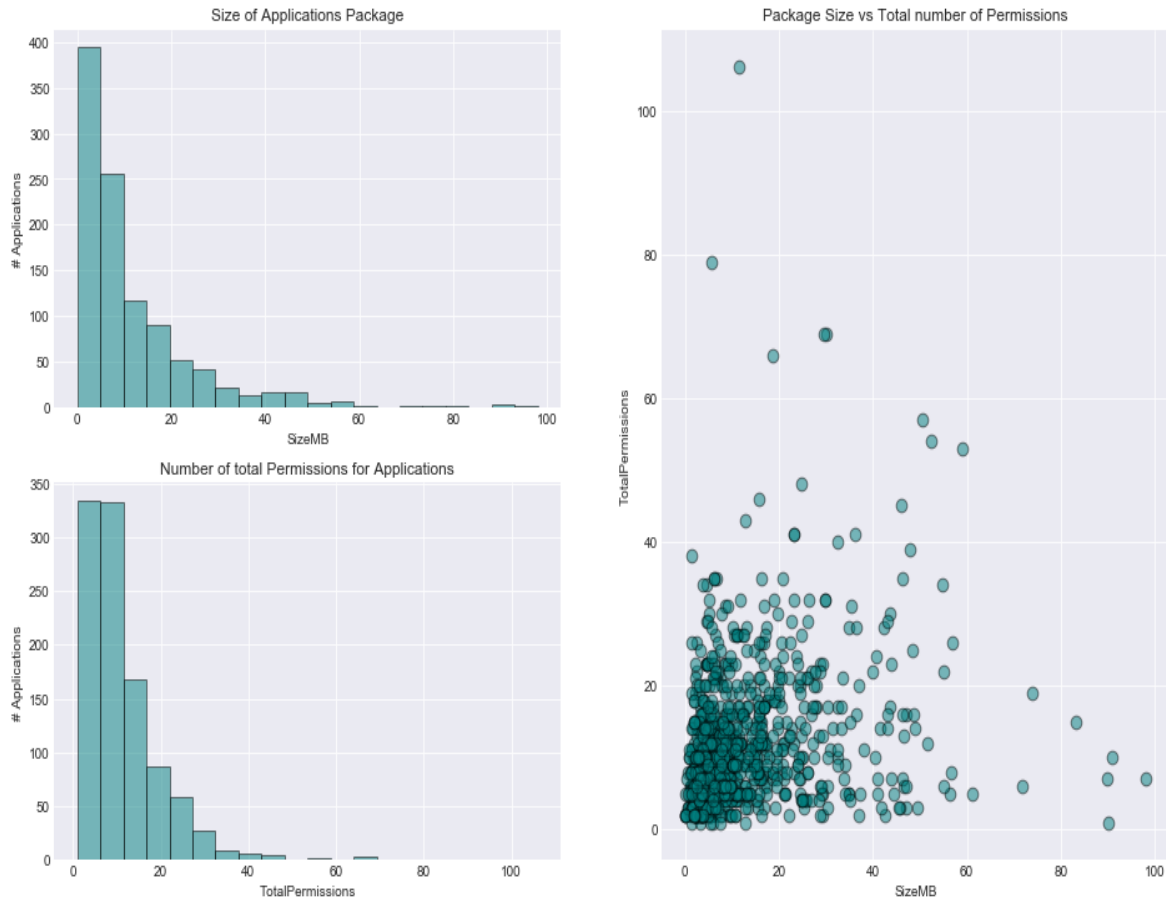 Size of Applications Package
400
350
300
250
200
150
100
50
0
# Applications
0 20 40 60 80 100
SizeMB
Number of total Permissions for Applications
350
300
250
200
150
100
50
0
# Applications
0 20 40 60 80 100
TotalPermissions
Package Size vs Total number of Permissions
100
80
60
40
20
0
TotalPermissions
0 20 40 60 80 100
SizeMB